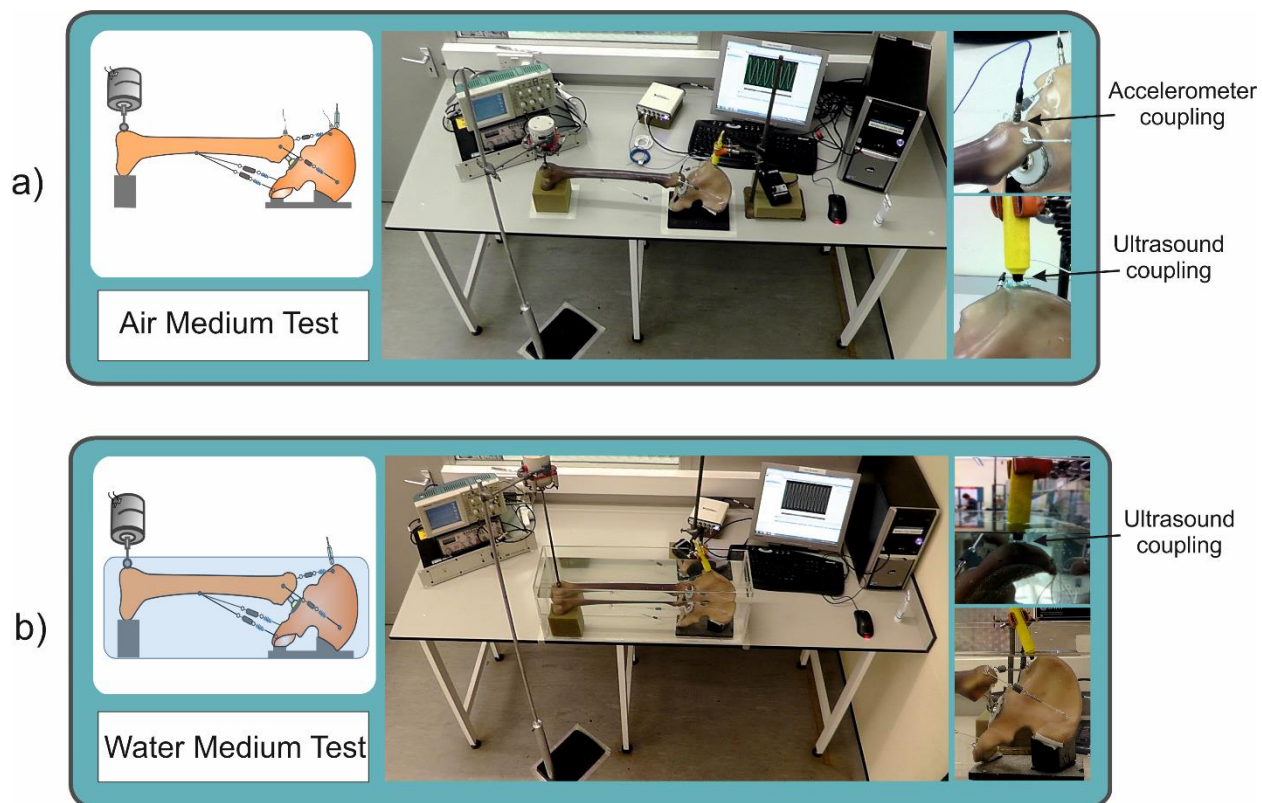 a)
Air Medium Test
Accelerometer
coupling
Ultrasound
coupling
b)
Water Medium Test
Ultrasound
coupling